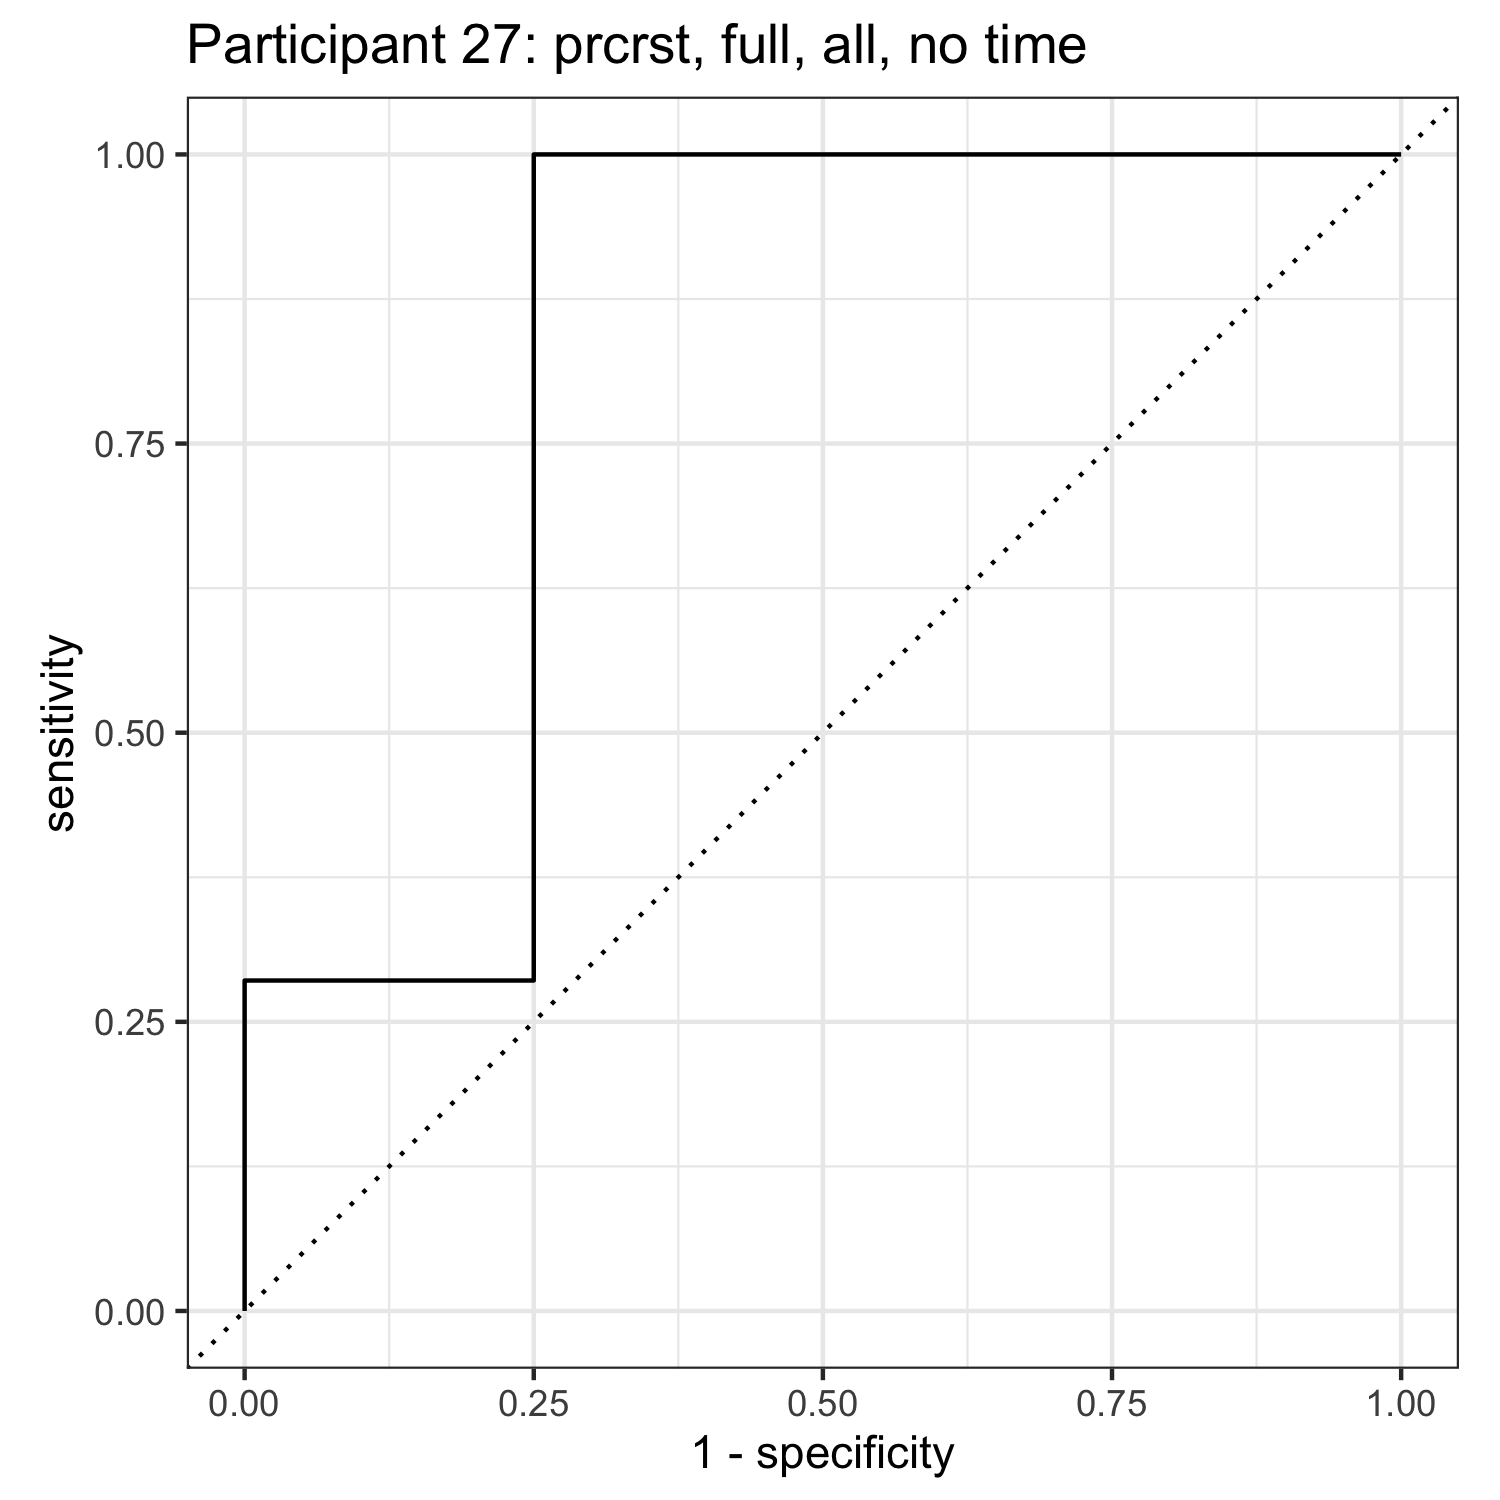 Participant 27: prcrst, full, all, no time
1.00
0.75
0.50
0.25
0.00
sensitivity
0.00 0.25 0.50 0.75 1.00
1 - specificity